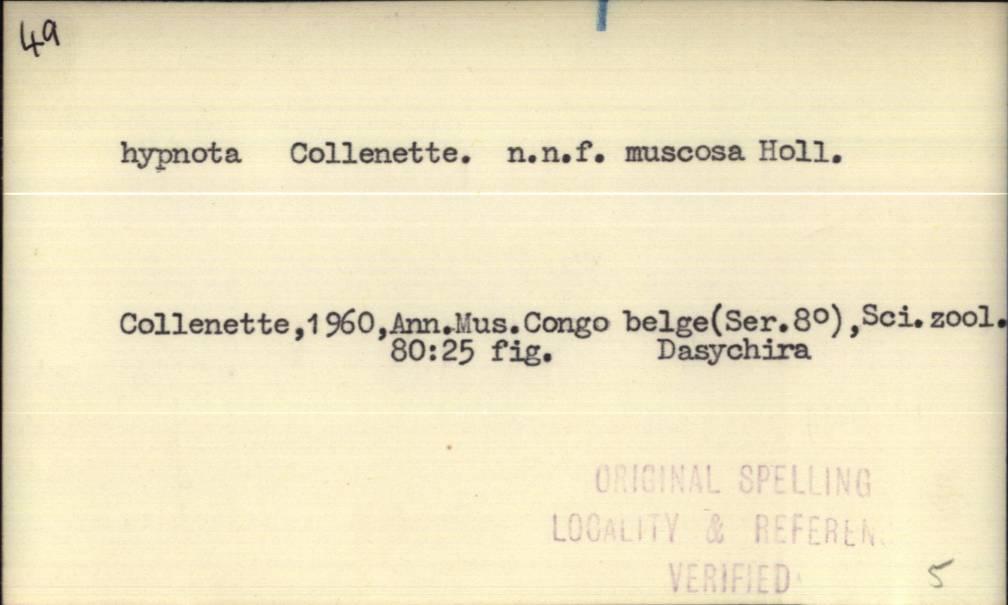 49
hypnota Collenette. n.n.f. muscosa Holl.
Collenette,1960,Ann.Mus.Congo belge(Ser.8º),Sci.zool.
80:25 fig. Dasychira
ORIGINAL SPELLING
LOCALITY & REFEREN
VERIFIED
5